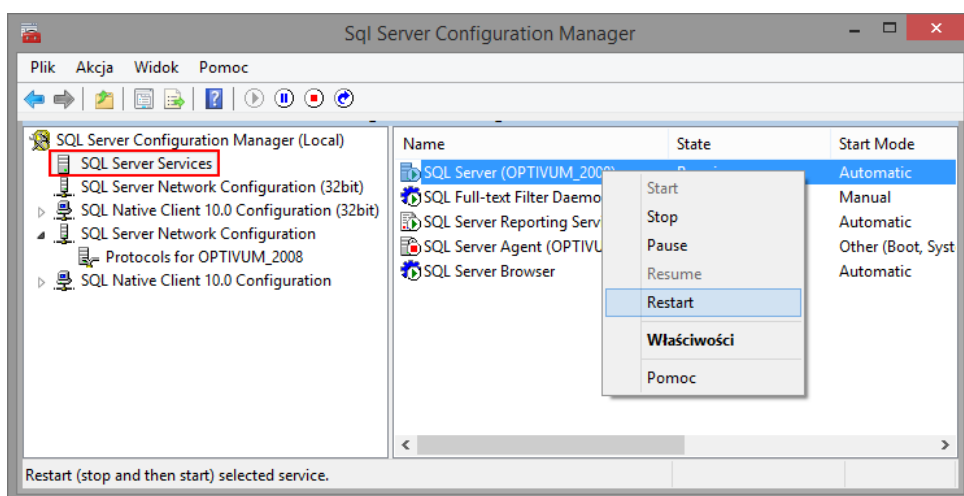 Sql Server Configuration Manager
Plik Akcja Widok Pomoc
SQL Server Configuration Manager (Local)
SQL Server Services
SQL Server Network Configuration (32bit)
SQL Native Client 10.0 Configuration (32bit)
SQL Server Network Configuration
Protocols for OPTIVUM_2008
SQL Native Client 10.0 Configuration
Name State Start Mode
SQL Server (OPTIVUM_2008) Automatic
SQL Full-text Filter Daemo Manual
SQL Server Reporting Serv Automatic
SQL Server Agent (OPTIVU Other (Boot, Syst
SQL Server Browser Automatic
Start
Stop
Pause
Resume
Restart
Właściwości
Pomoc
Restart (stop and then start) selected service.